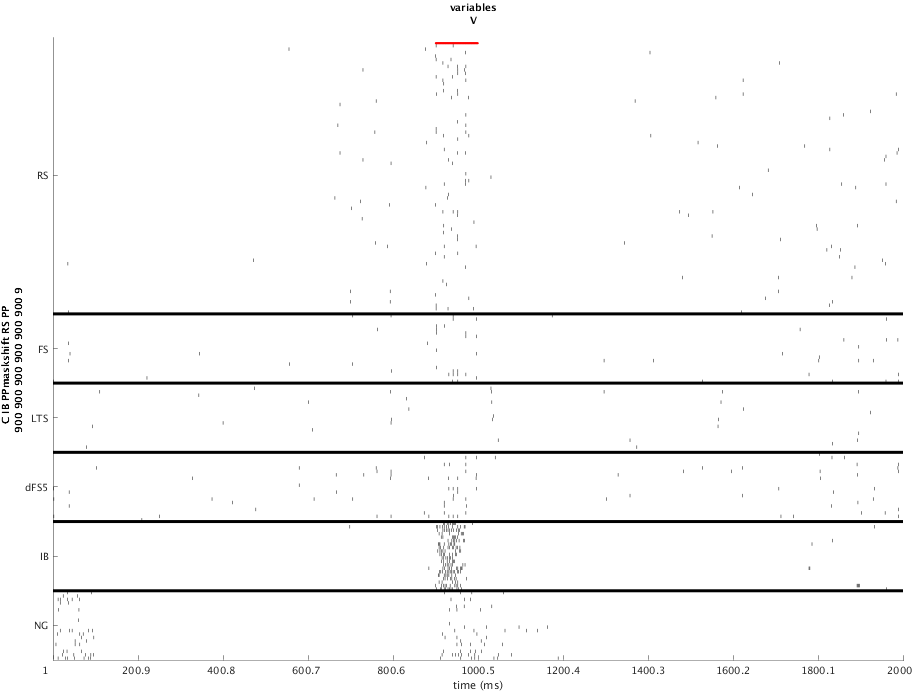 variables
V
C IB PPmaskshift RS PP
900 900 900 900 900 900 9
RS
FS
LTS
dFS5
IB
NG
1 200.9 400.8 600.7 800.6 1000.5 1200.4 1400.3 1600.2 1800.1 2000
time (ms)